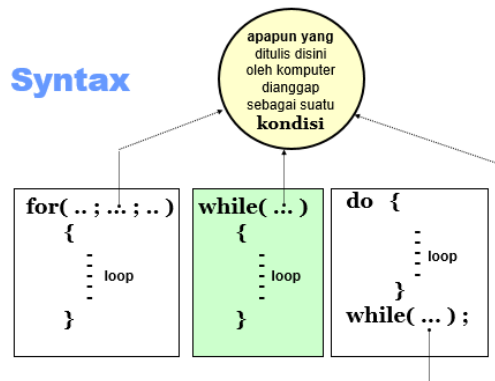 Syntax
apapun yang
ditulis disini
oleh komputer
dianggap
sebagai suatu
kondisi
for( .. ; ... ; .. )
{
loop
}
while( ... )
{
loop
}
do {
loop
}
while( ... ) ;